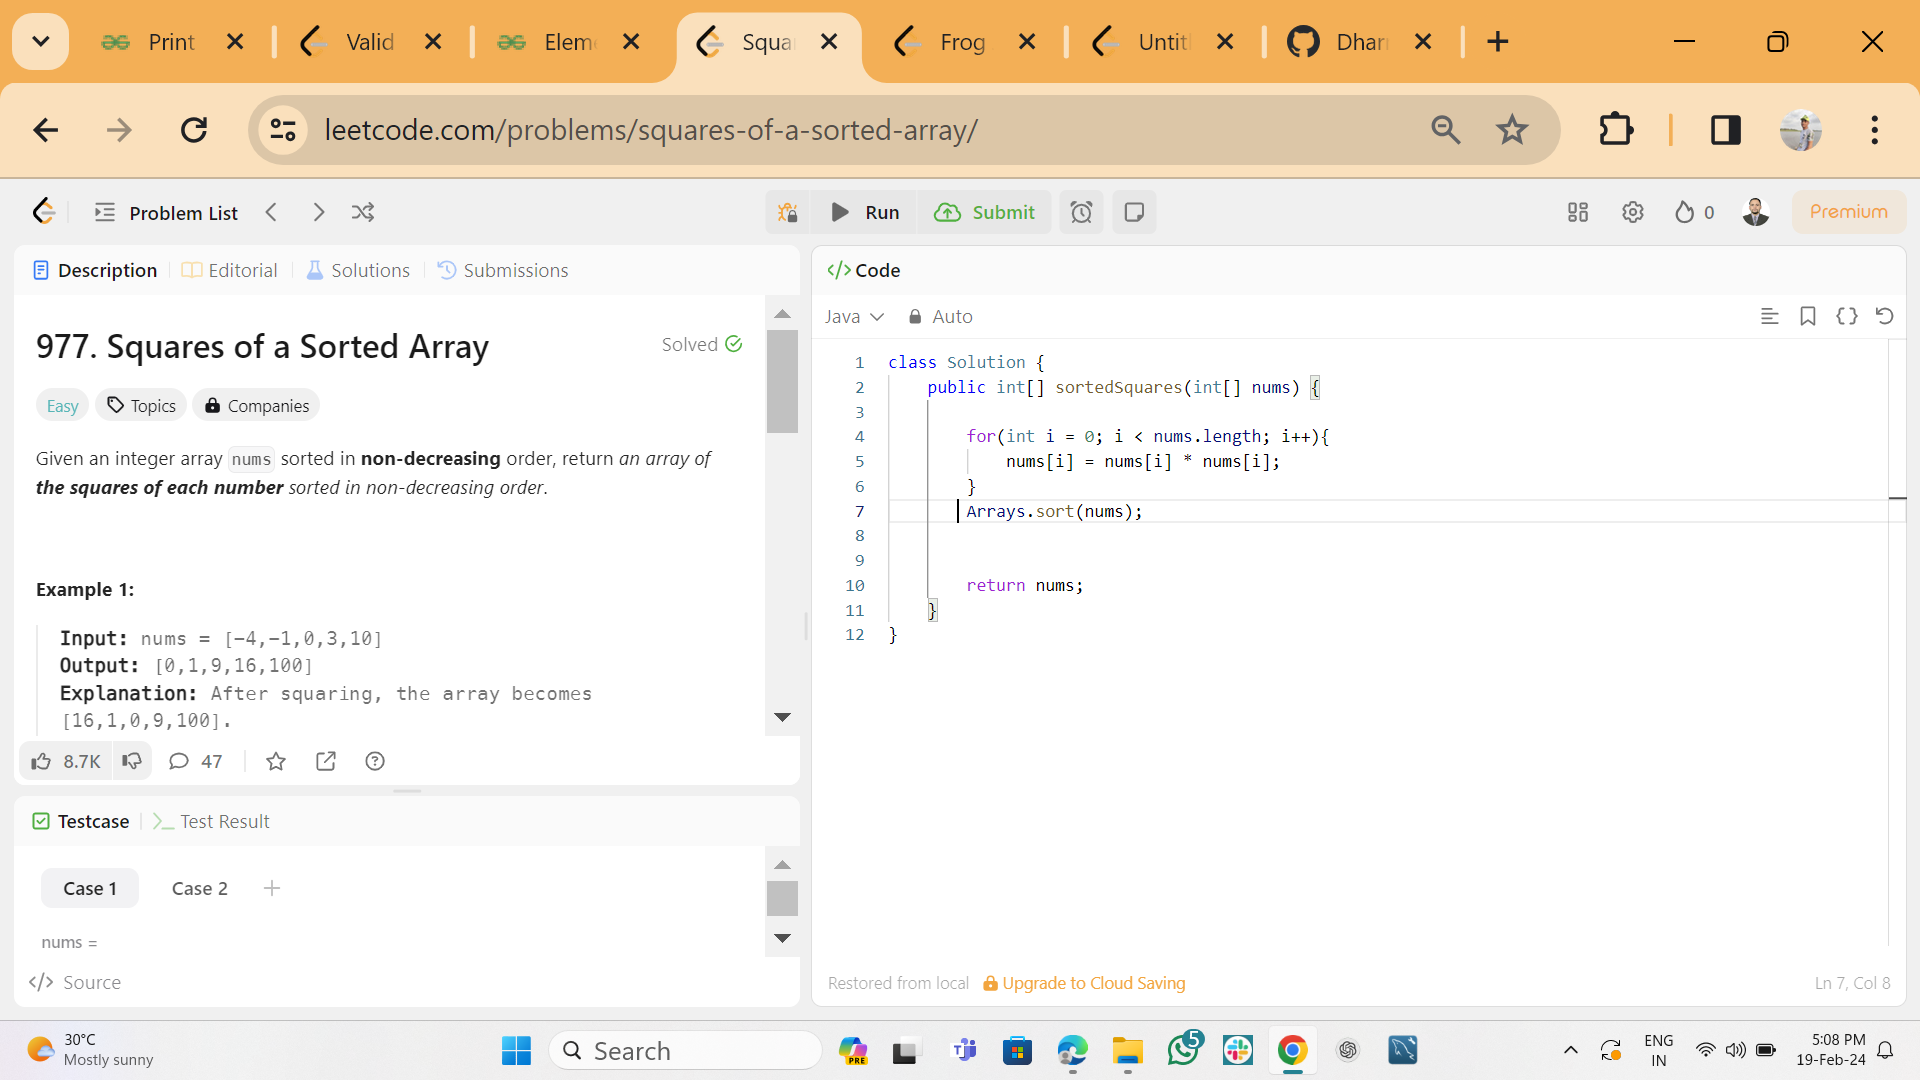 Print
Valid
Elem
Squa
Frog
Untitl
Dhar
leetcode.com/problems/squares-of-a-sorted-array/
Problem List
Run
Submit
0
Premium
Description
Editorial
Solutions
Submissions
</> Code
Java
Auto
977. Squares of a Sorted Array
Solved
Easy
Topics
Companies
Given an integer array nums sorted in non-decreasing order, return an array of
the squares of each number sorted in non-decreasing order.
Example 1:
Input: nums = [-4,-1,0,3,10]
Output: [0,1,9,16,100]
Explanation: After squaring, the array becomes
[16,1,0,9,100].
8.7K
47
Testcase
Test Result
Case 1
Case 2
nums =
</> Source
1 class Solution {
2 public int[] sortedSquares(int[] nums) {
3
4 for(int i = 0; i < nums.length; i++){
5 nums[i] = nums[i] * nums[i];
6 }
7 Arrays.sort(nums);
8
9
10 return nums;
11 }
12 }
Restored from local
Upgrade to Cloud Saving
Ln 7, Col 8
30°C
Mostly sunny
Search
PRE
5
ENG
IN
5:08 PM
19-Feb-24